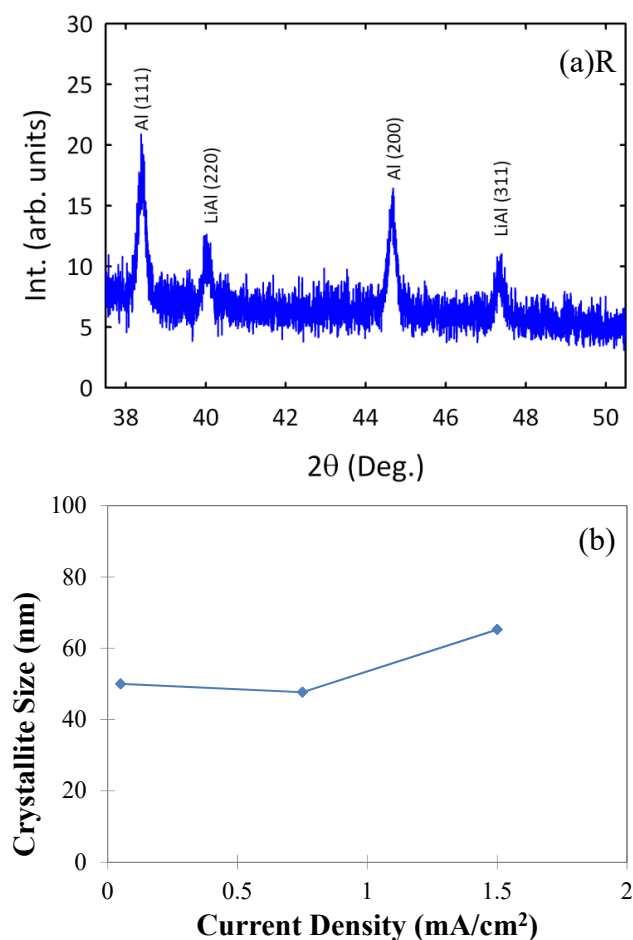 (a)R
30
25
20
15
10
5
0
Int. (arb. units)
Al (111)
LiAl (220)
Al (200)
LiAl (311)
38 40 42 44 46 48 50
2θ (Deg.)
(b)
100
80
60
40
20
0
Crystallite Size (nm)
0 0.5 1 1.5 2
Current Density (mA/cm²)